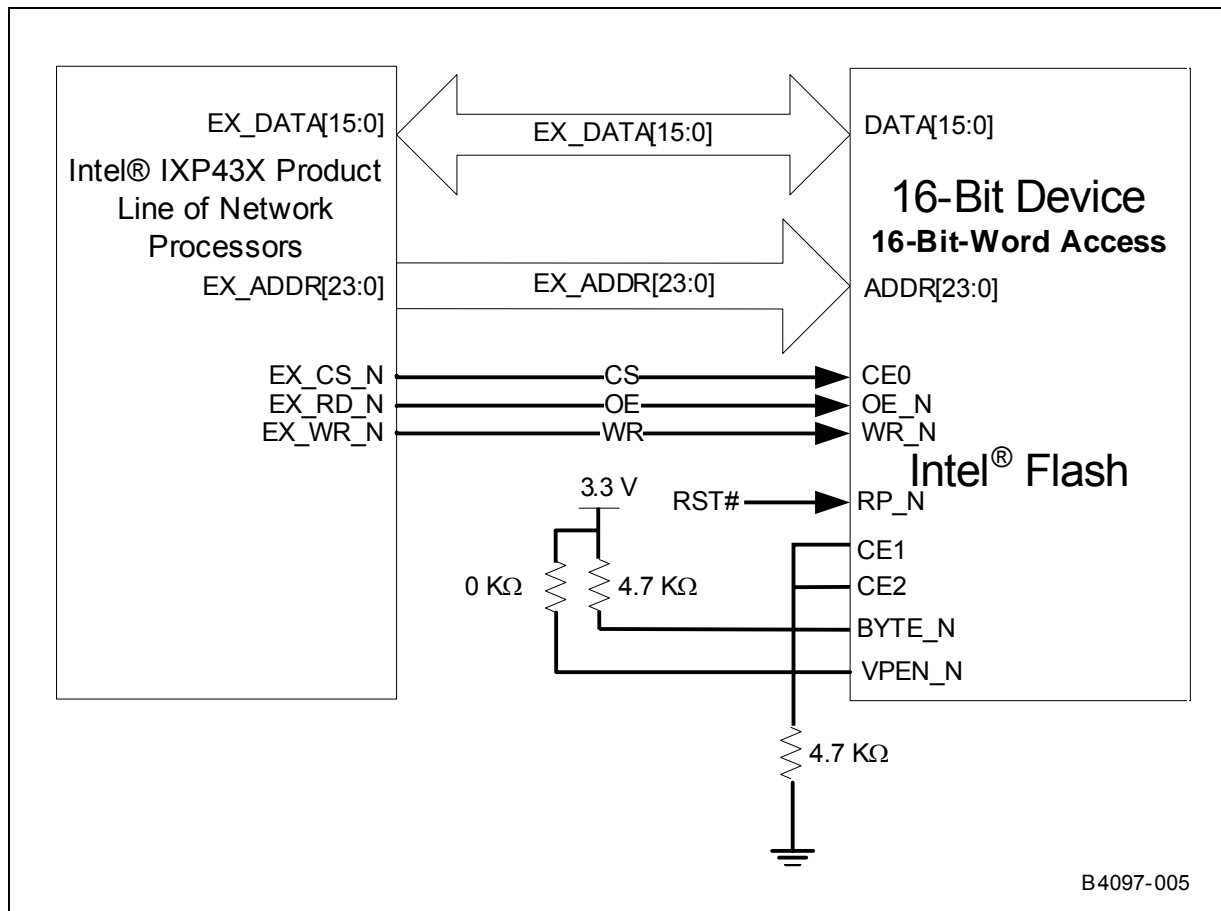 EX_DATA[15:0]
EX_DATA[15:0]
DATA[15:0]
Intel® IXP43X Product
Line of Network
Processors
16-Bit Device
16-Bit-Word Access
EX_ADDR[23:0]
EX_ADDR[23:0]
ADDR[23:0]
EX_CS_N
CS
CE0
EX_RD_N
OE
OE_N
EX_WR_N
WR
WR_N
Intel® Flash
3.3 V
RST#
RP_N
CE1
0 KΩ
4.7 KΩ
CE2
BYTE_N
VPEN_N
4.7 KΩ
B4097-005